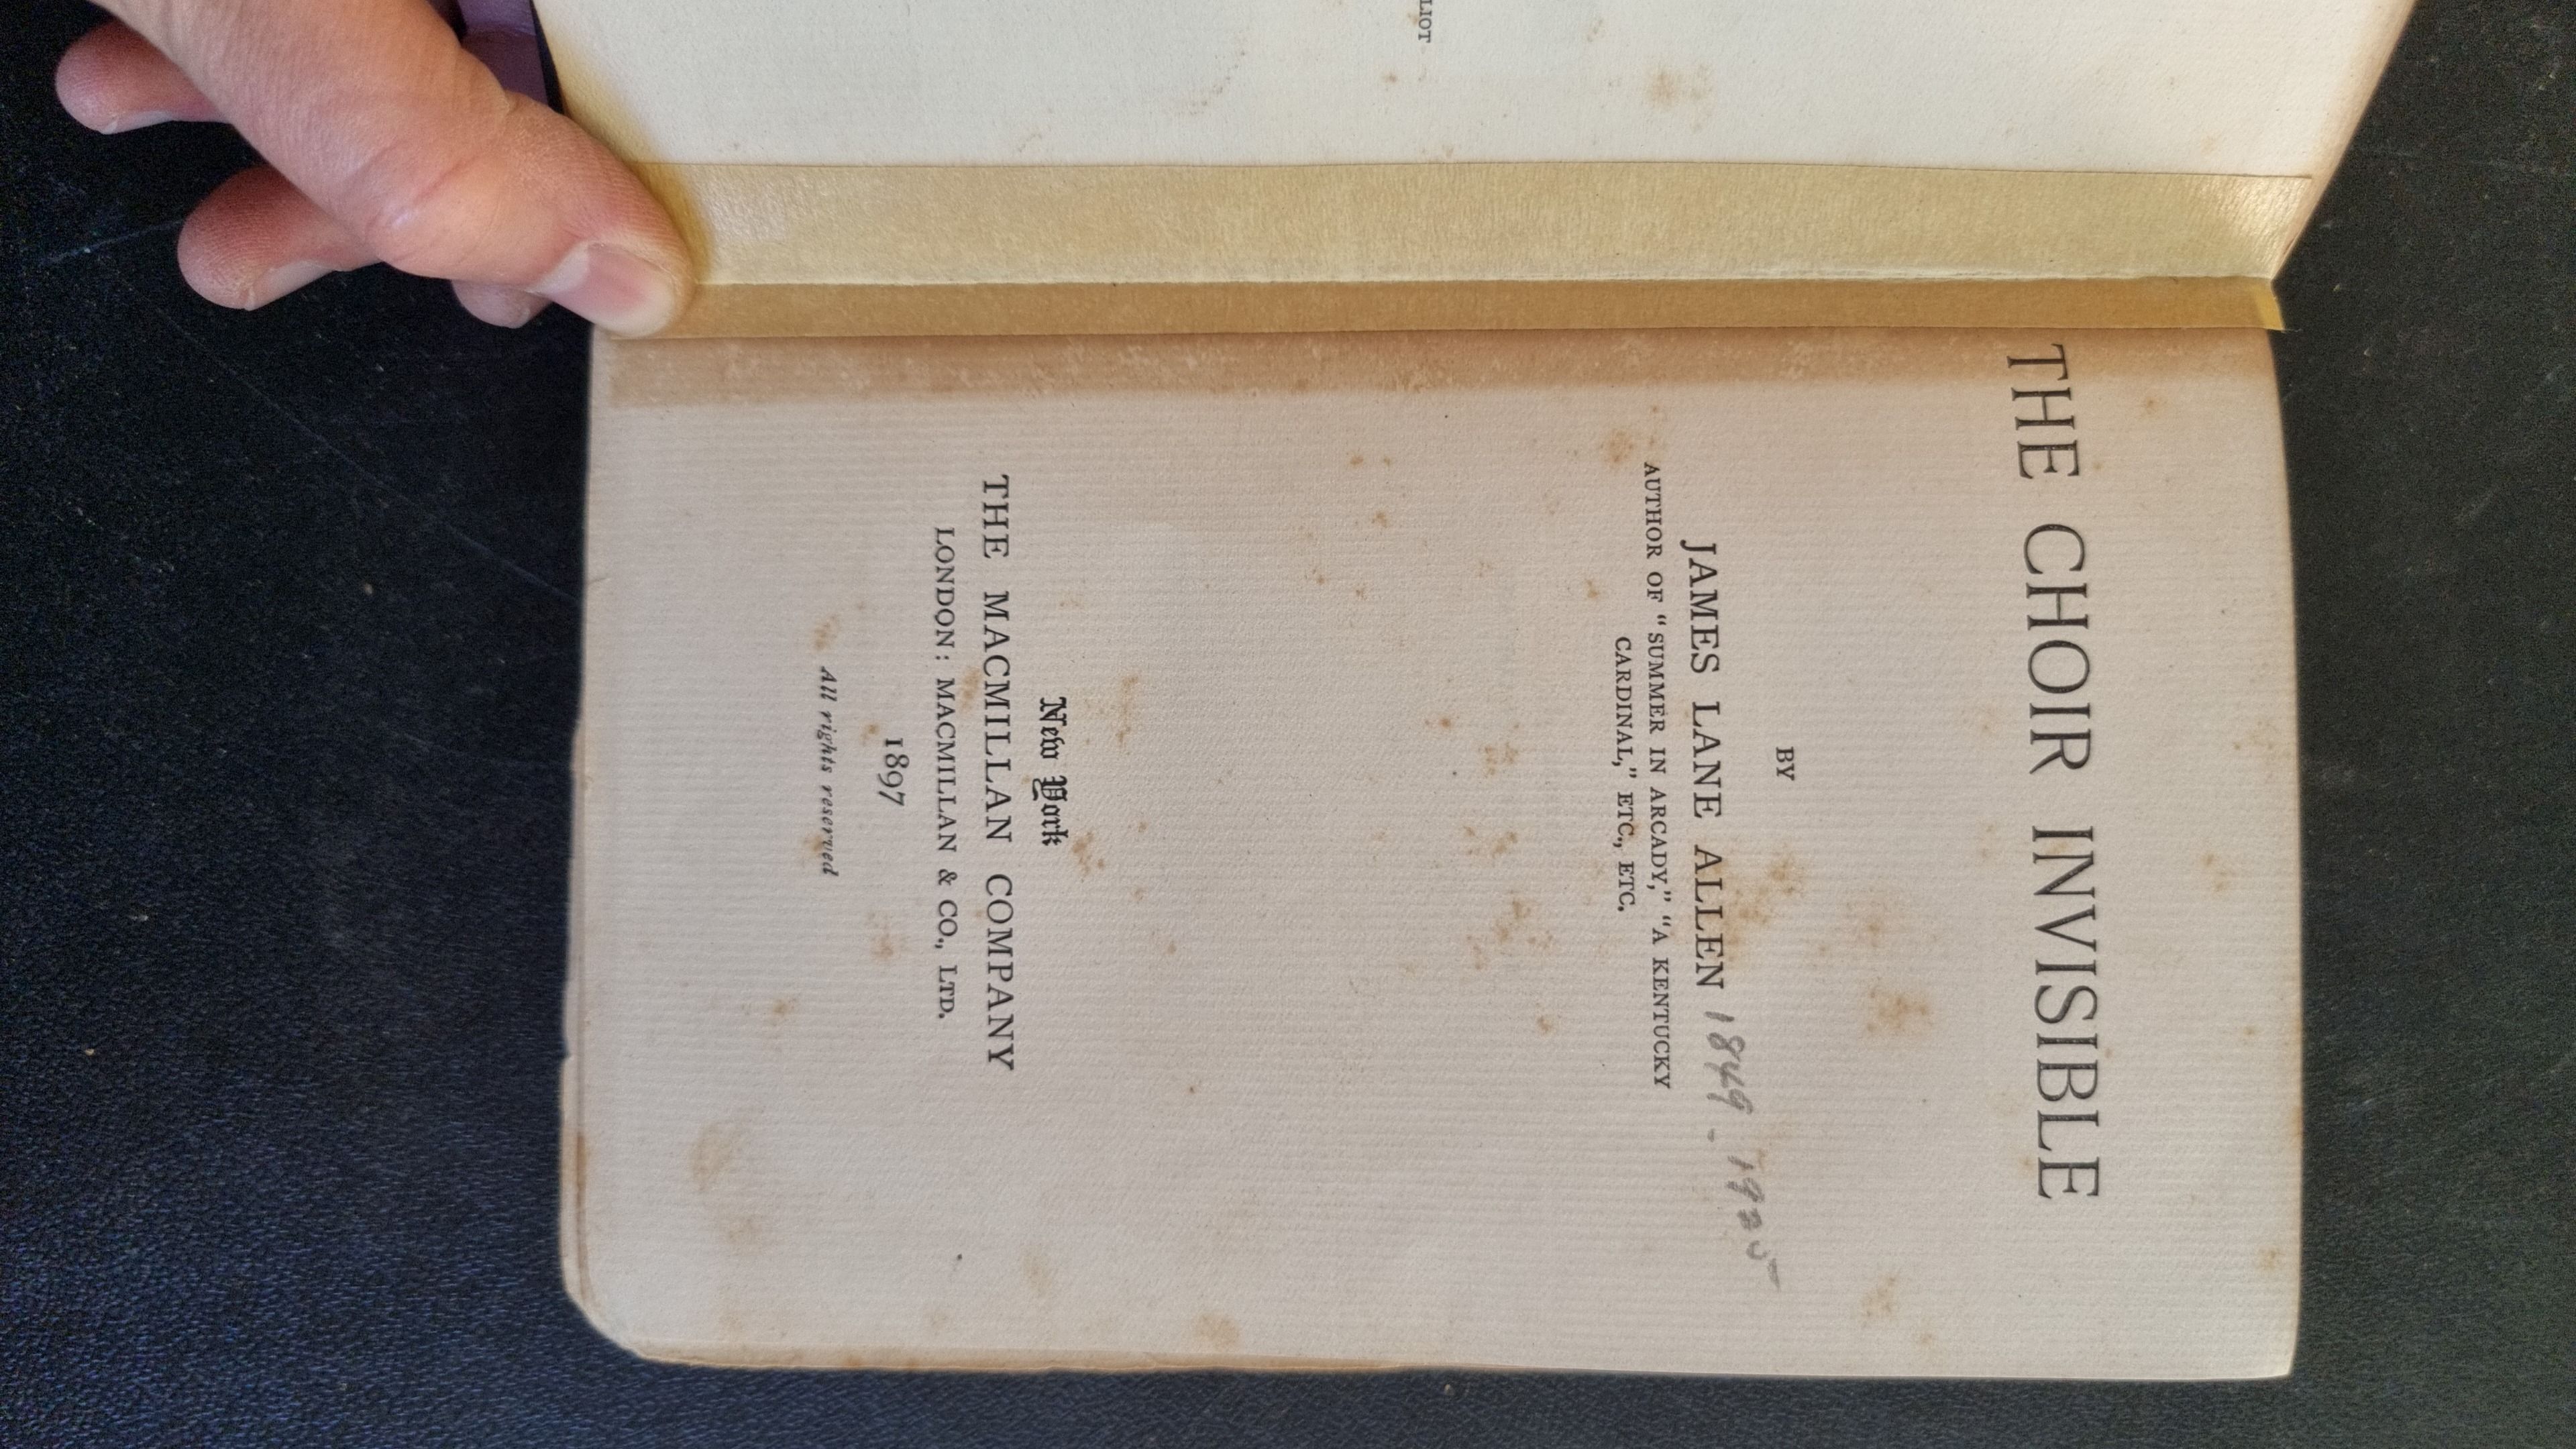 LIOT
THE CHOIR INVISIBLE
BY
JAMES LANE ALLEN 1849-1925
AUTHOR OF "SUMMER IN ARCADY," "A KENTUCKY
CARDINAL," ETC., ETC.
New York
THE MACMILLAN COMPANY
LONDON: MACMILLAN & CO., LTD.
1897
All rights reserved